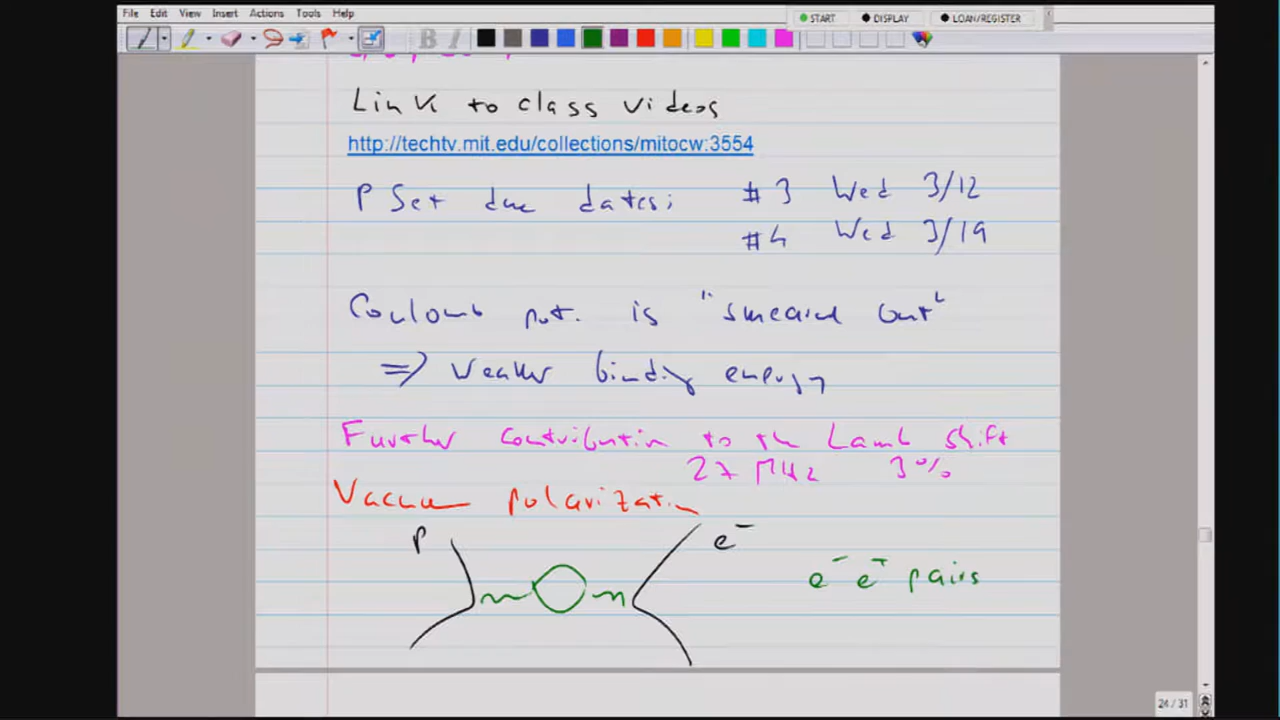 File Edit View Insert Actions Tools Help
START DISPLAY LOAN/REGISTER
B I
Link to class videos
http://techtv.mit.edu/collections/mitocw:3554
P Set due dates: #3 Wed 3/12
#4 Wed 3/19
Coulomb pot. is "smeared out"
=> weaker binding energy
Further contribution to the Lamb shift
27 MHz 3%
Vacuum polarization
p e⁻
e⁻ e⁺ pairs
24 / 31